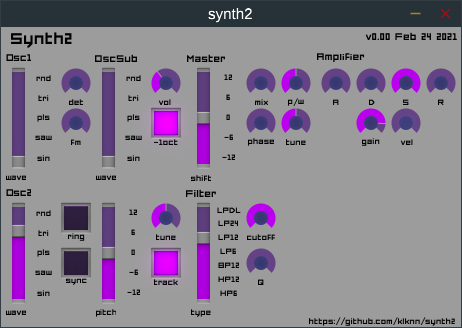 synth2
Synth2
v0.00 Feb 24 2021
Osc1
OscSub
Master
Amplifier
rnd
tri
pls
saw
sin
wave
det
fm
rnd
tri
pls
saw
sin
wave
vol
-1oct
12
6
0
-6
-12
shift
mix
p/w
A
D
S
R
phase
tune
gain
vel
Osc2
Filter
rnd
tri
pls
saw
sin
wave
ring
sync
12
6
0
-6
-12
pitch
tune
track
LPDL
LP24
LP12
LP6
BP12
HP12
HP6
type
cutoff
Q
https://github.com/klknn/synth2